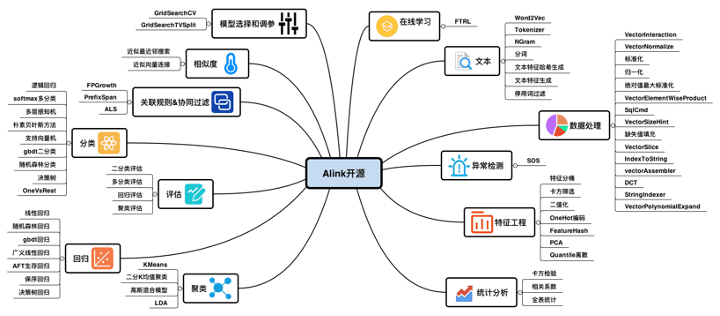 Alink开源
模型选择和调参
GridSearchCV
GridSearchTVSplit
相似度
近似最近邻搜索
近似向量连接
关联规则&协同过滤
FPGrowth
PrefixSpan
ALS
分类
逻辑回归
softmax多分类
多层感知机
朴素贝叶斯方法
支持向量机
gbdt二分类
随机森林分类
决策树
OneVsRest
评估
二分类评估
多分类评估
回归评估
聚类评估
回归
线性回归
随机森林回归
gbdt回归
广义线性回归
AFT生存回归
保序回归
决策树回归
聚类
KMeans
二分K均值聚类
高斯混合模型
LDA
在线学习
FTRL
文本
Word2Vec
Tokenizer
NGram
分词
文本特征哈希生成
文本特征生成
停用词过滤
数据处理
VectorInteraction
VectorNormalize
标准化
归一化
绝对值最大标准化
VectorElementWiseProduct
SqlCmd
VectorSizeHint
缺失值填充
VectorSlice
IndexToString
vectorAssembler
DCT
StringIndexer
VectorPolynomialExpand
异常检测
SOS
特征工程
特征分桶
卡方筛选
二值化
OneHot编码
FeatureHash
PCA
Quantile离散
统计分析
卡方检验
相关系数
全表统计